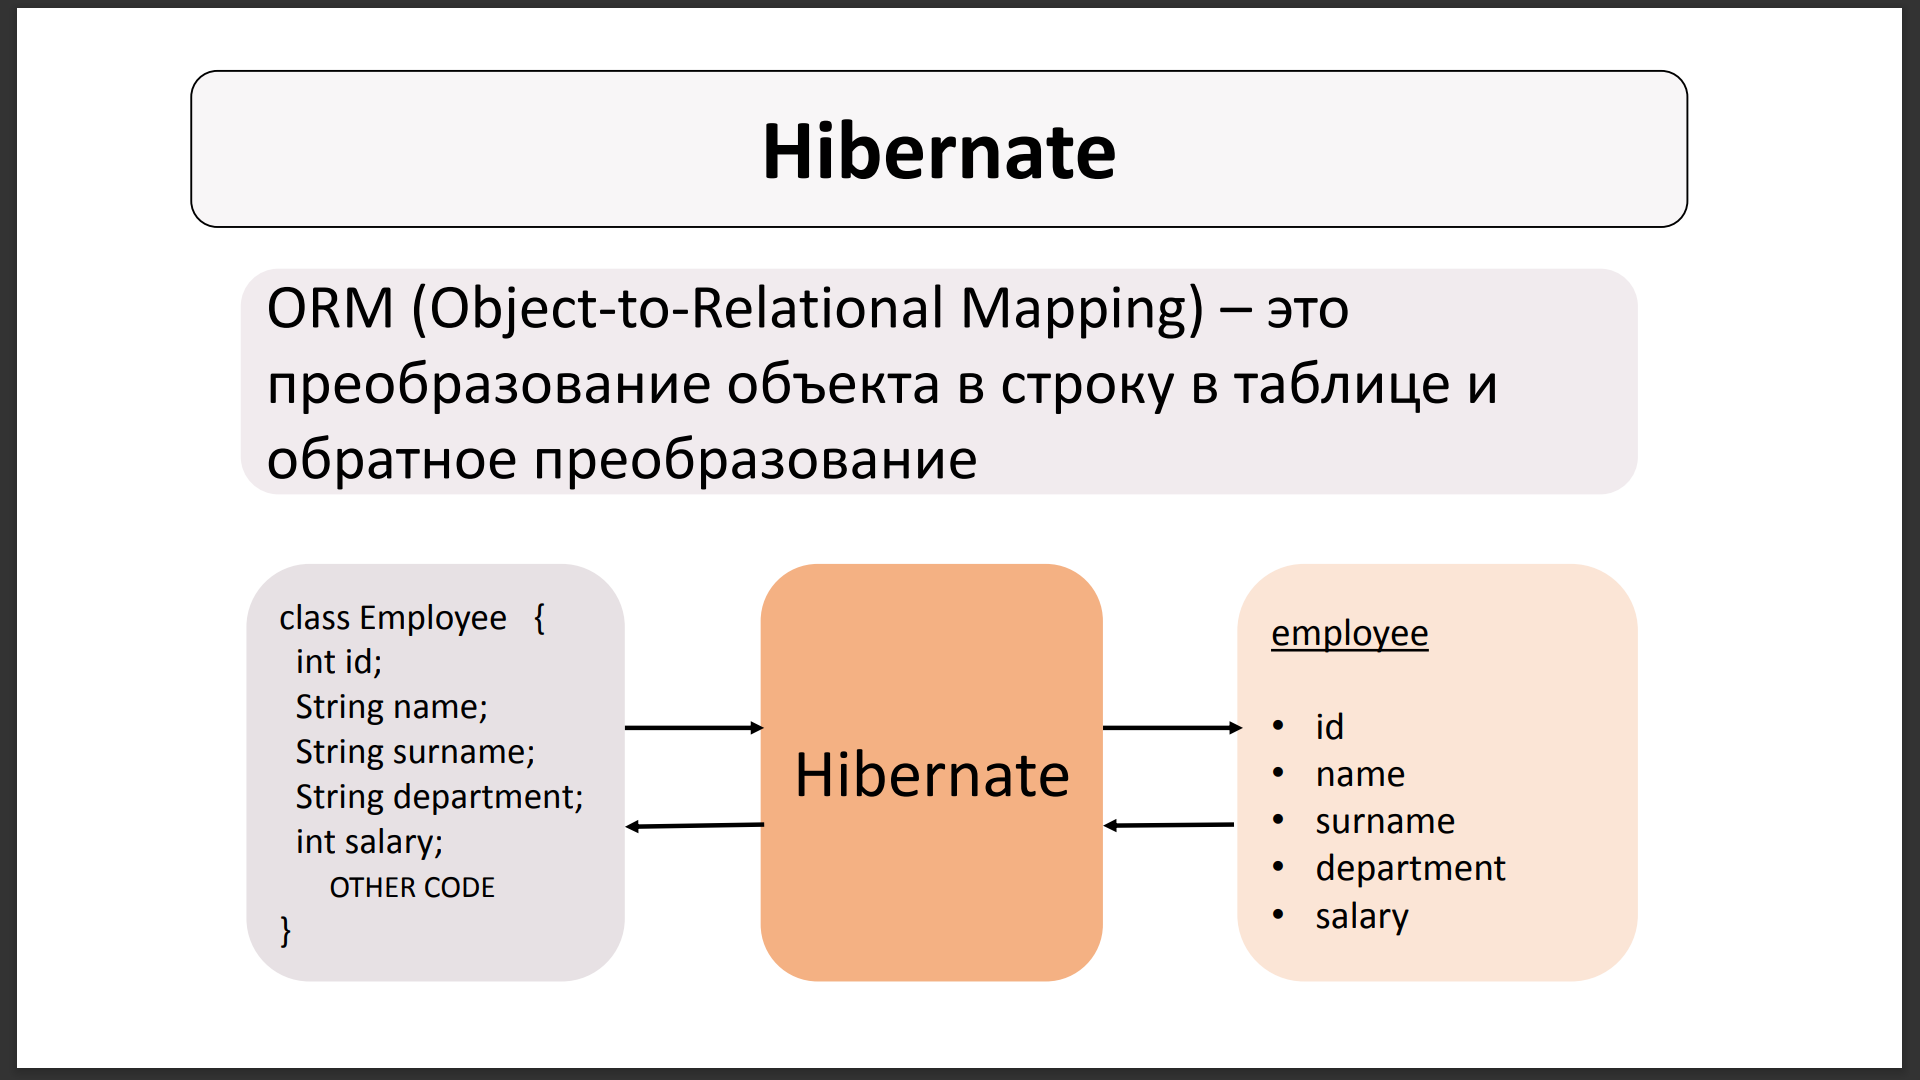 Hibernate
ORM (Object-to-Relational Mapping) – это
преобразование объекта в строку в таблице и
обратное преобразование
class Employee {
int id;
String name;
String surname;
String department;
int salary;
OTHER CODE
}
Hibernate
employee
• id
• name
• surname
• department
• salary